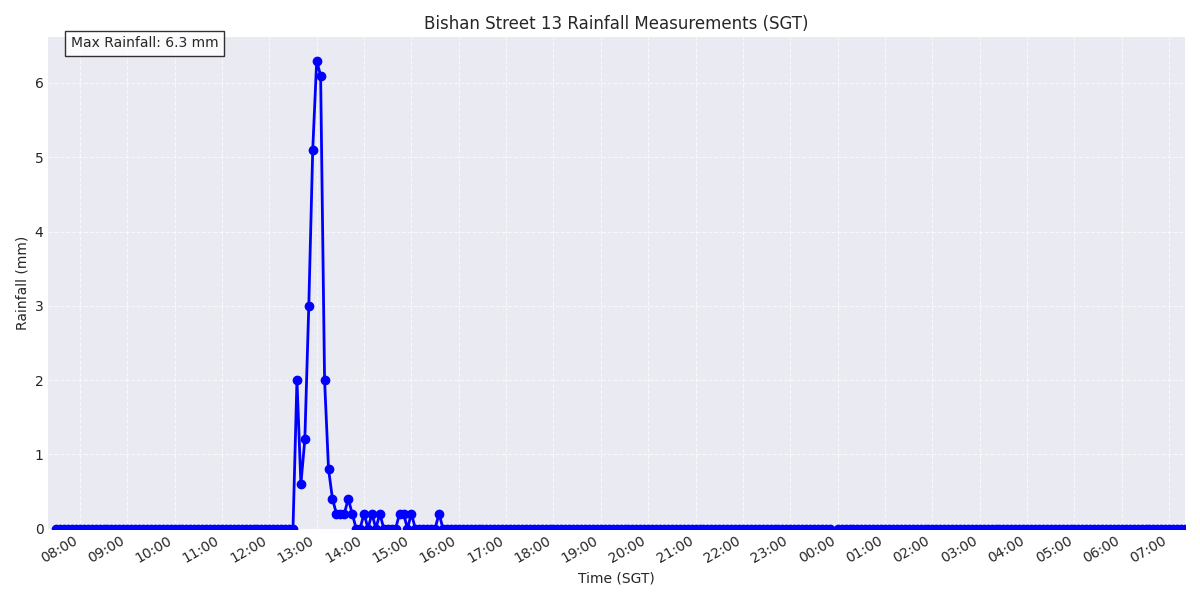 Bishan Street 13 Rainfall Measurements (SGT)
Max Rainfall: 6.3 mm
Rainfall (mm)
6
5
4
3
2
1
0
08:00 09:00 10:00 11:00 12:00 13:00 14:00 15:00 16:00 17:00 18:00 19:00 20:00 21:00 22:00 23:00 00:00 01:00 02:00 03:00 04:00 05:00 06:00 07:00
Time (SGT)